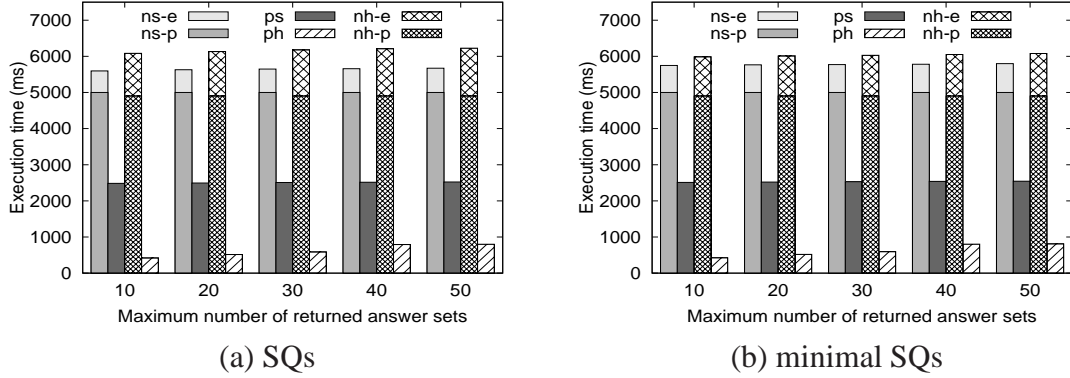 ns-e ps nh-e
ns-p ph nh-p
Execution time (ms)
7000
6000
5000
4000
3000
2000
1000
0
10 20 30 40 50
Maximum number of returned answer sets
(a) SQs
ns-e ps nh-e
ns-p ph nh-p
Execution time (ms)
7000
6000
5000
4000
3000
2000
1000
0
10 20 30 40 50
Maximum number of returned answer sets
(b) minimal SQs